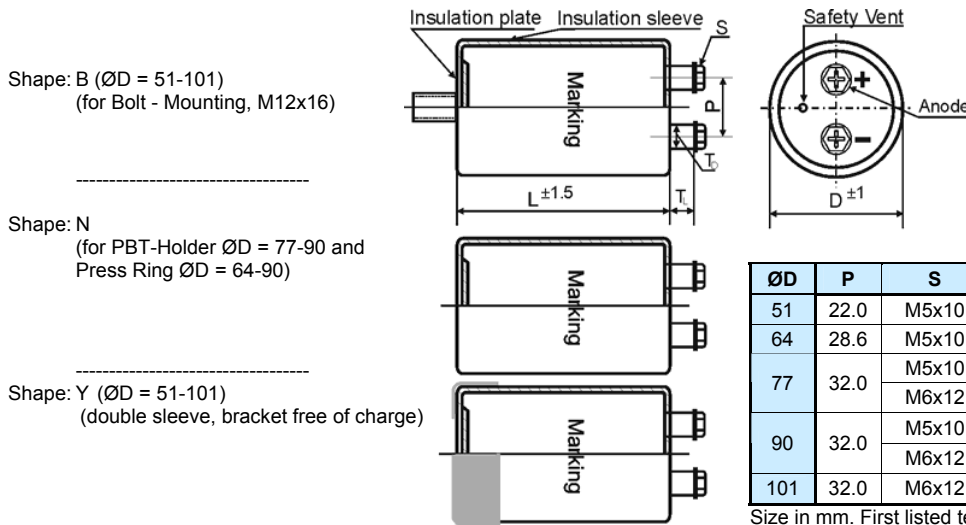 Insulation plate
Insulation sleeve
S
Safety Vent
Shape: B (ØD = 51-101)
(for Bolt - Mounting, M12x16)
Marking
P
+
Anode
-
L ±1.5
D ±1
-----------------------------------
Shape: N
(for PBT-Holder ØD = 77-90 and
Press Ring ØD = 64-90)
Marking
-----------------------------------
Shape: Y (ØD = 51-101)
(double sleeve, bracket free of charge)
Marking
ØD P S
51 22.0 M5x10
64 28.6 M5x10
77 32.0 M5x10
M6x12
90 32.0 M5x10
M6x12
101 32.0 M6x12
Size in mm. First listed